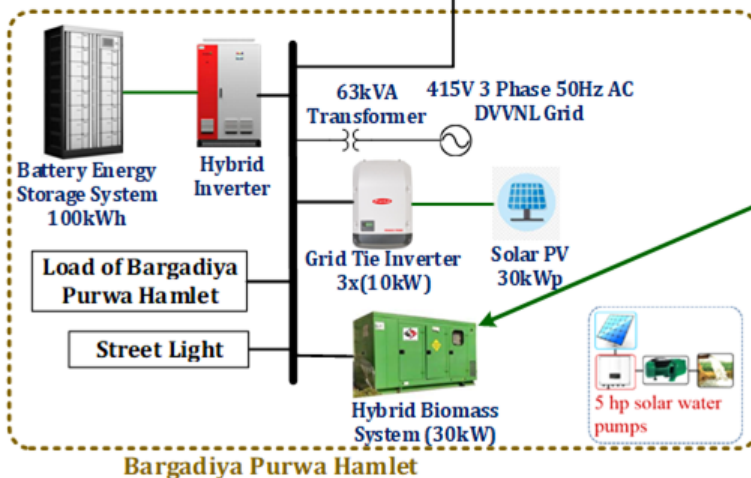 63kVA
Transformer
415V 3 Phase 50Hz AC
DVVNL Grid
Battery Energy
Storage System
100kWh
Hybrid
Inverter
Grid Tie Inverter
3x(10kW)
Solar PV
30kWp
Load of Bargadiya
Purwa Hamlet
Street Light
Hybrid Biomass
System (30kW)
5 hp solar water
pumps
Bargadiya Purwa Hamlet